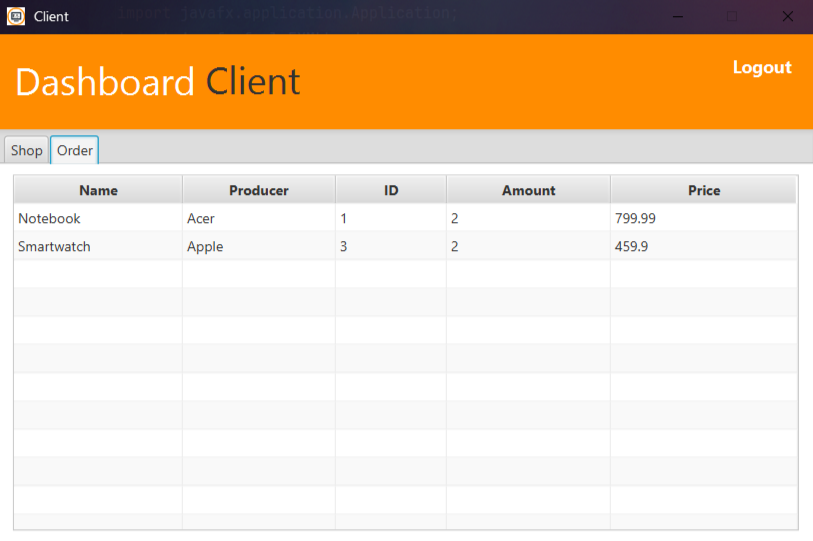 Client
import javafx.application.Application;
Dashboard Client
Logout
Shop Order
Name Producer ID Amount Price
Notebook Acer 1 2 799.99
Smartwatch Apple 3 2 459.9